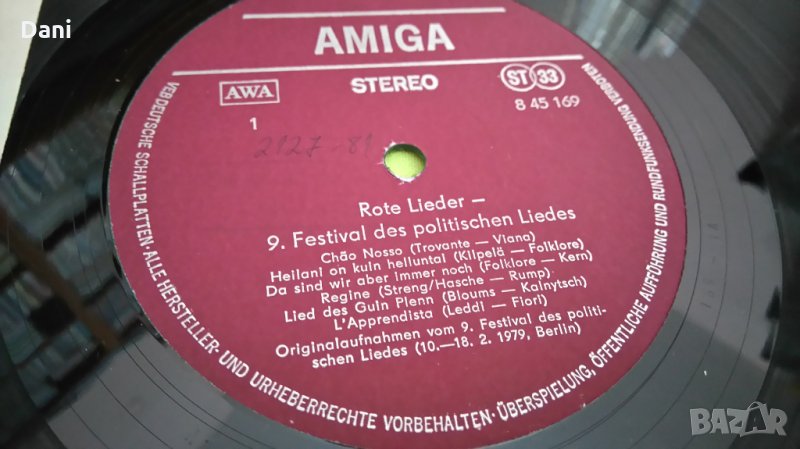 Dani
AMIGA
AWA
STEREO
ST 33
8 45 169
1
2127-81
Rote Lieder —
9. Festival des politischen Liedes
Chão Nosso (Trovante — Viana)
Heilani on kuin helluntai (Kilpelä — Folklore)
Da sind wir aber immer noch (Folklore — Kern)
Regine (Streng/Hasche — Rump)
Lied des Guin Pienn (Bloums — Kalnytsch)
L'Apprendista (Leddi — Fiori)
Originalaufnahmen vom 9. Festival des politi-
schen Liedes (10.—18. 2. 1979, Berlin)
VEB DEUTSCHE SCHALLPLATTEN · ALLE HERSTELLER- UND URHEBERRECHTE VORBEHALTEN · ÜBERSPIELUNG, ÖFFENTLICHE AUFFÜHRUNG UND RUNDFUNKSENDUNG VERBOTEN
BAZAR